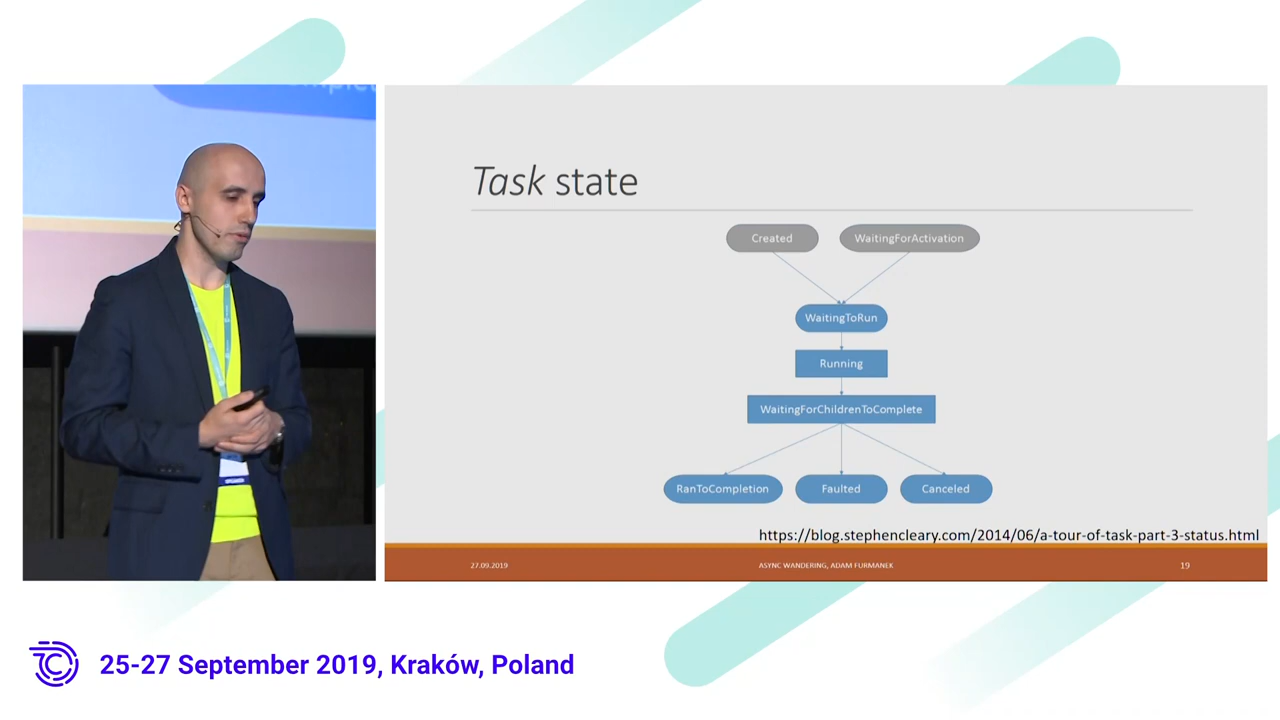 Task state
Created
WaitingForActivation
WaitingToRun
Running
WaitingForChildrenToComplete
RanToCompletion
Faulted
Canceled
https://blog.stephencleary.com/2014/06/a-tour-of-task-part-3-status.html
27.09.2019
ASYNC WANDERING, ADAM FURMANEK
19
SPEAKER
25-27 September 2019, Kraków, Poland